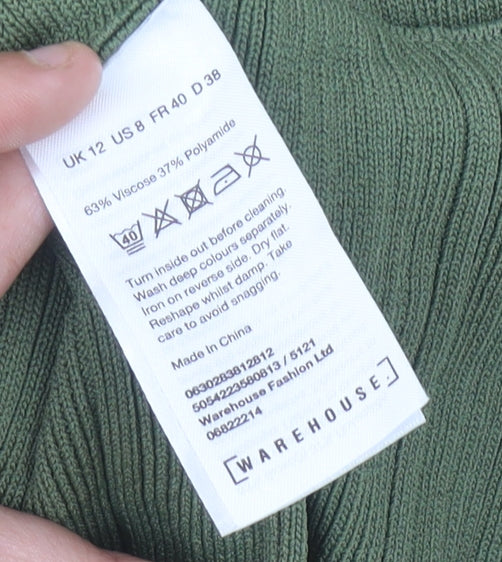 UK 12 US 8 FR 40 D 38
63% Viscose 37% Polyamide
40
Turn inside out before cleaning.
Wash deep colours separately.
Iron on reverse side. Dry flat.
Reshape whilst damp. Take
care to avoid snagging.
Made In China
0630283812812
5054223580813 / 5121
Warehouse Fashion Ltd
06822214
[WAREHOUSE.]